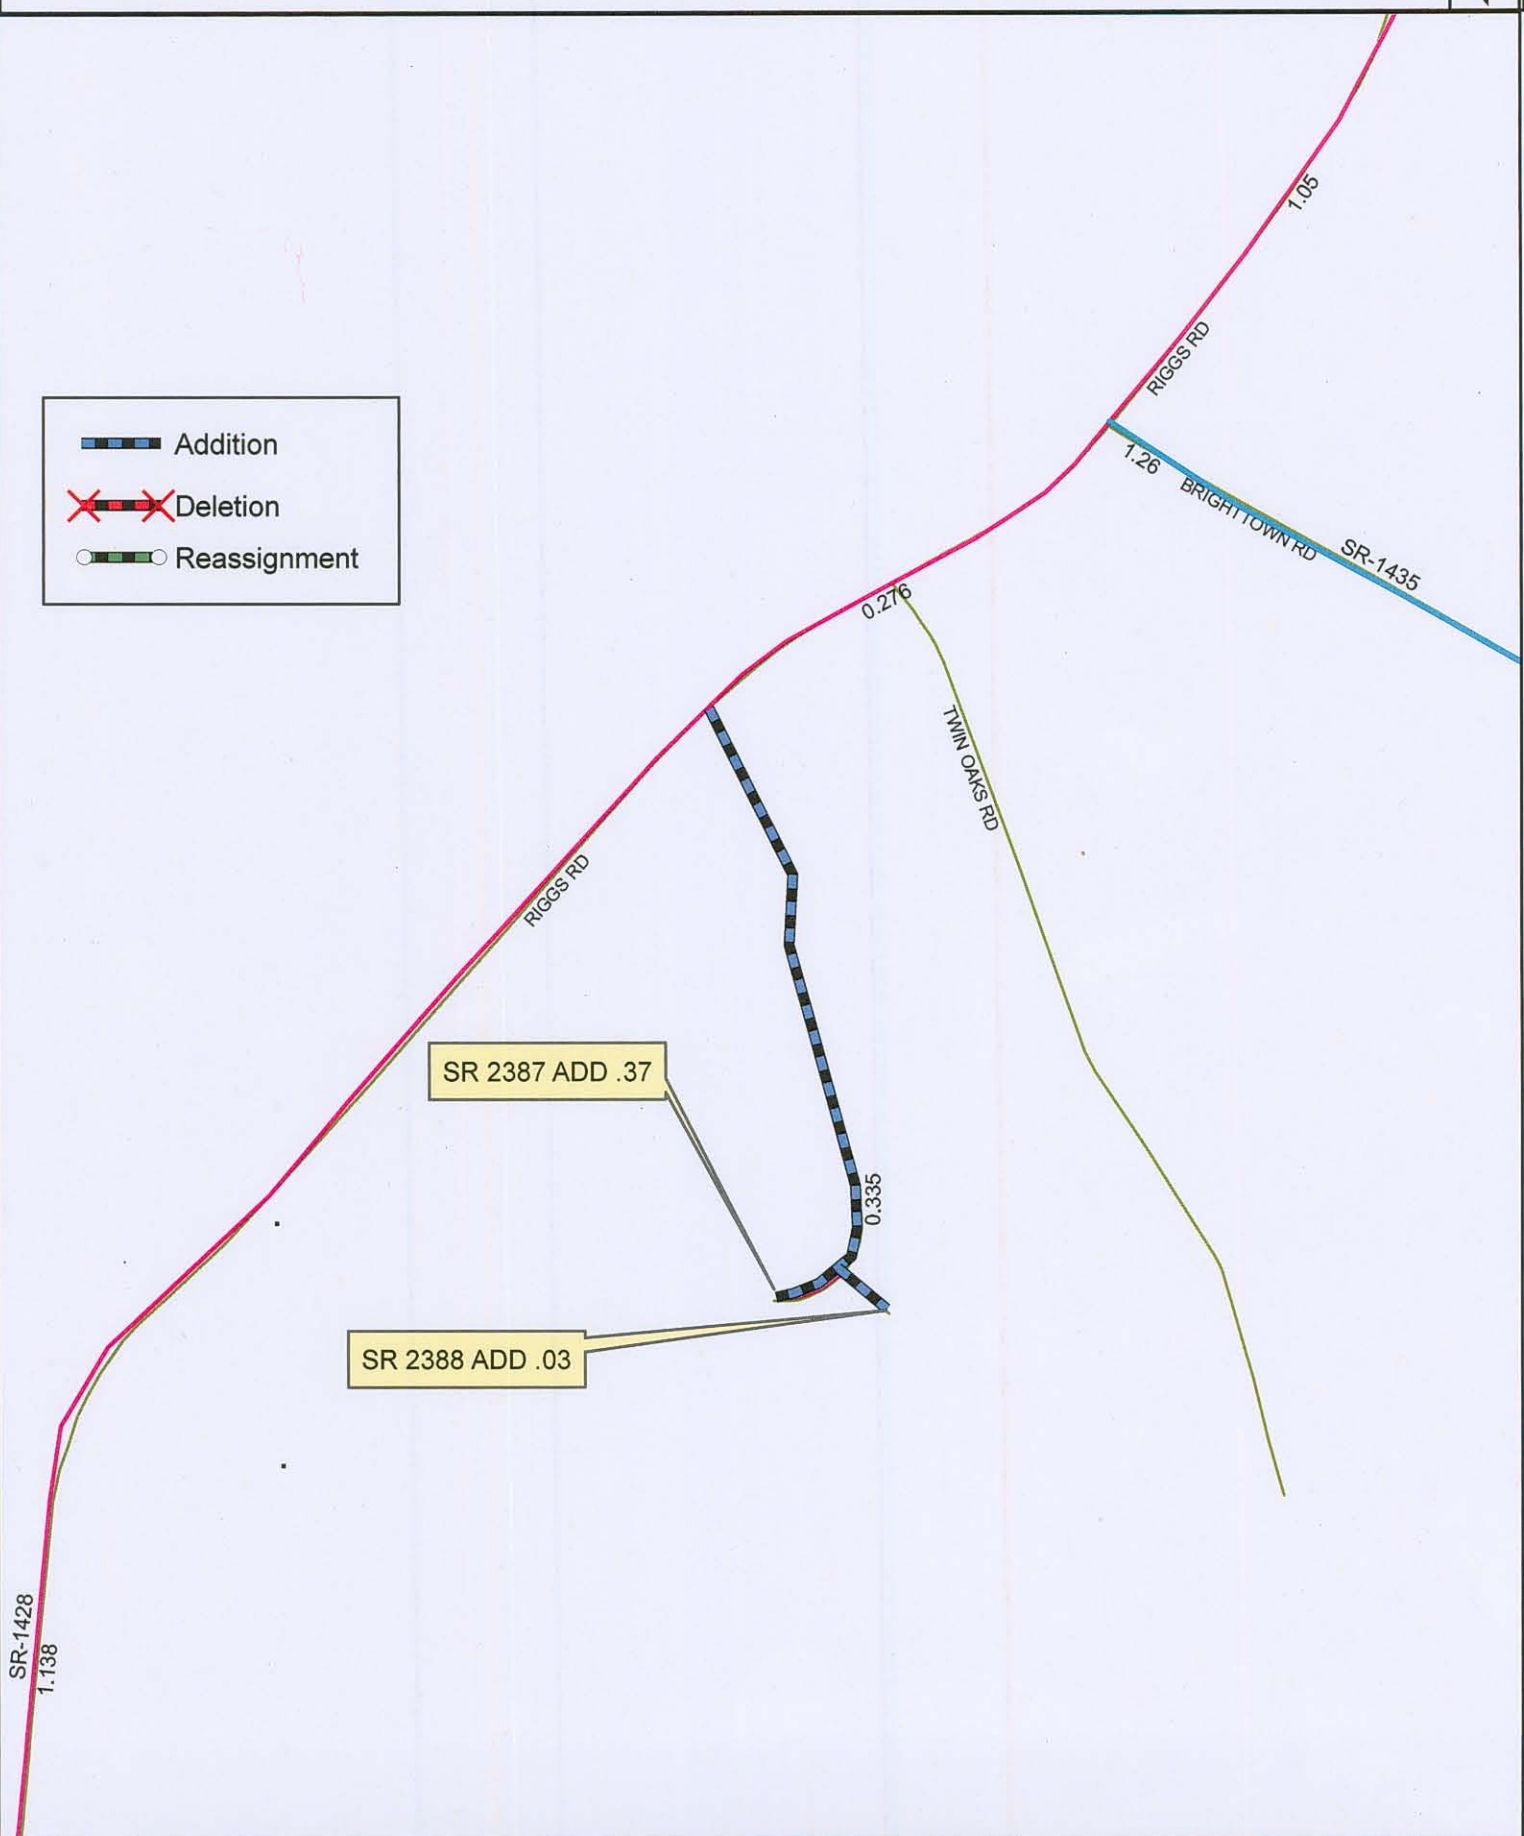 1.05
RIGGS RD
Addition
Deletion
Reassignment
1.26
BRIGHTTOWN RD
SR-1435
0.276
TWIN OAKS RD
RIGGS RD
SR 2387 ADD .37
0.335
SR 2388 ADD .03
SR-1428
1.138